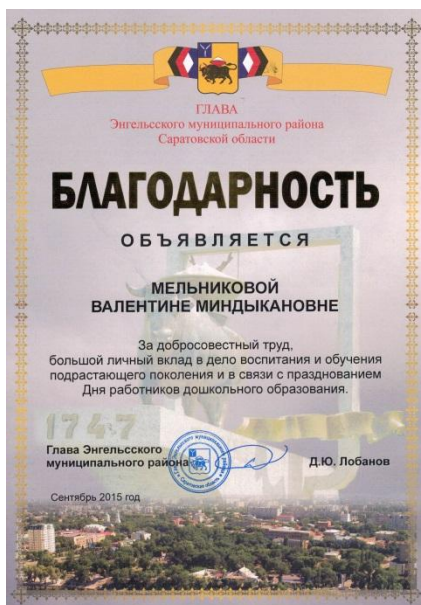 ГЛАВА
Энгельсского муниципального района
Саратовской области
БЛАГОДАРНОСТЬ
ОБЪЯВЛЯЕТСЯ
МЕЛЬНИКОВОЙ
ВАЛЕНТИНЕ МИНДЫКАНОВНЕ
За добросовестный труд,
большой личный вклад в дело воспитания и обучения
подрастающего поколения и в связи с празднованием
Дня работников дошкольного образования.
1747
Глава Энгельсского
муниципального района
Д.Ю. Лобанов
Сентябрь 2015 год